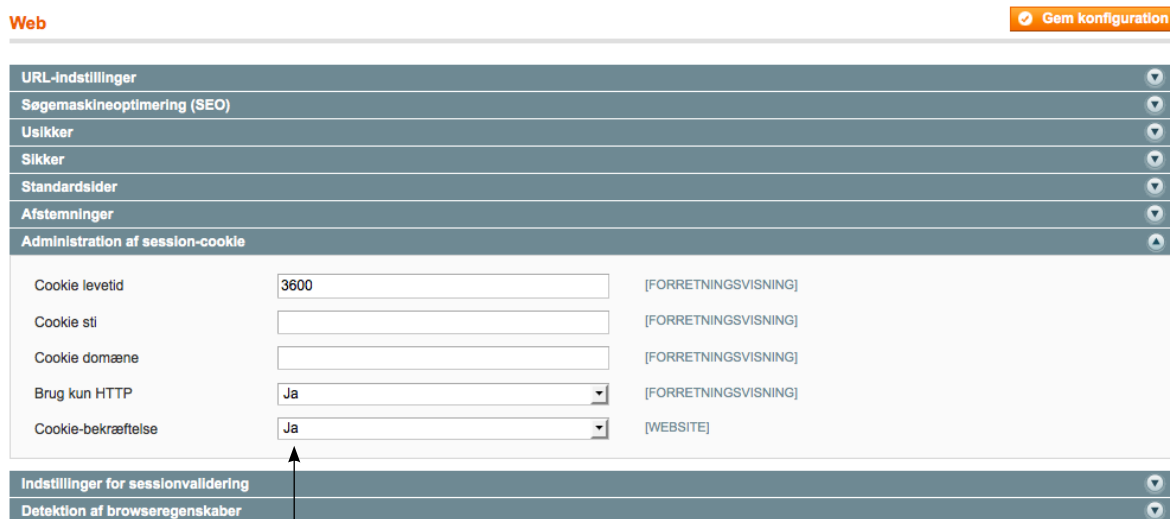 Web
Gem konfiguration
URL-indstillinger
Søgemaskineoptimering (SEO)
Usikker
Sikker
Standardsider
Afstemninger
Administration af session-cookie
Cookie levetid 3600 [FORRETNINGSVISNING]
Cookie sti [FORRETNINGSVISNING]
Cookie domæne [FORRETNINGSVISNING]
Brug kun HTTP Ja [FORRETNINGSVISNING]
Cookie-bekræftelse Ja [WEBSITE]
Indstillinger for sessionvalidering
Detektion af browseregenskaber